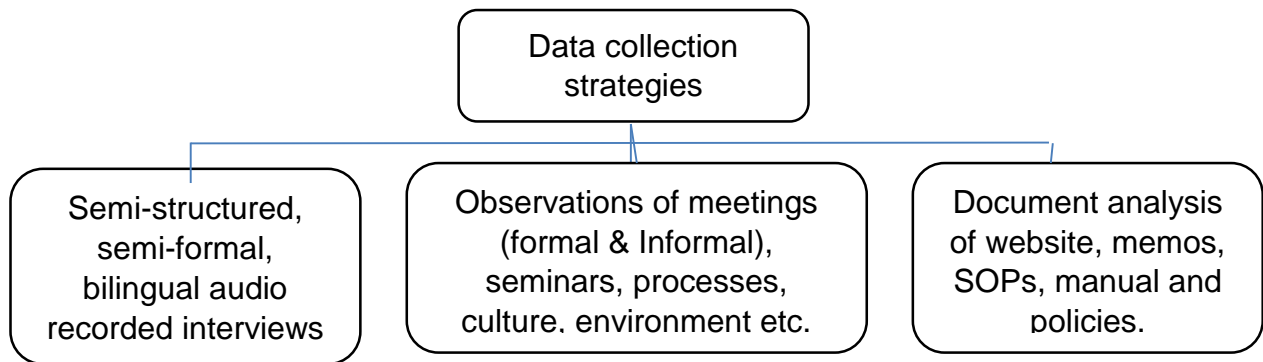 Data collection
strategies
Semi-structured,
semi-formal,
bilingual audio
recorded interviews
Observations of meetings
(formal & Informal),
seminars, processes,
culture, environment etc.
Document analysis
of website, memos,
SOPs, manual and
policies.